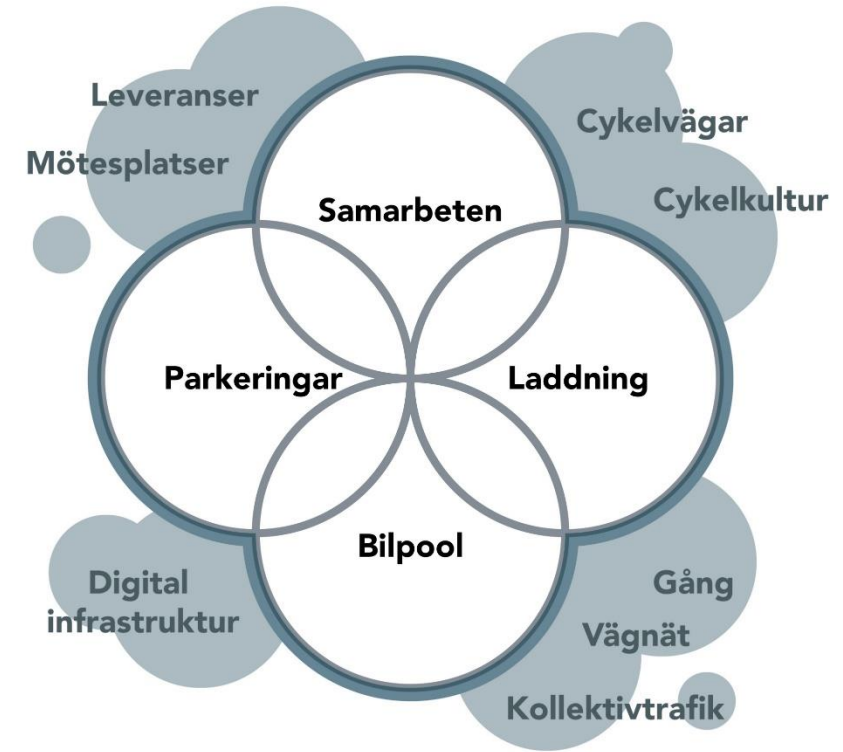 Leveranser
Mötesplatser
Cykelvägar
Cykelkultur
Samarbeten
Parkeringar
Laddning
Bilpool
Digital
infrastruktur
Gång
Vägnät
Kollektivtrafik